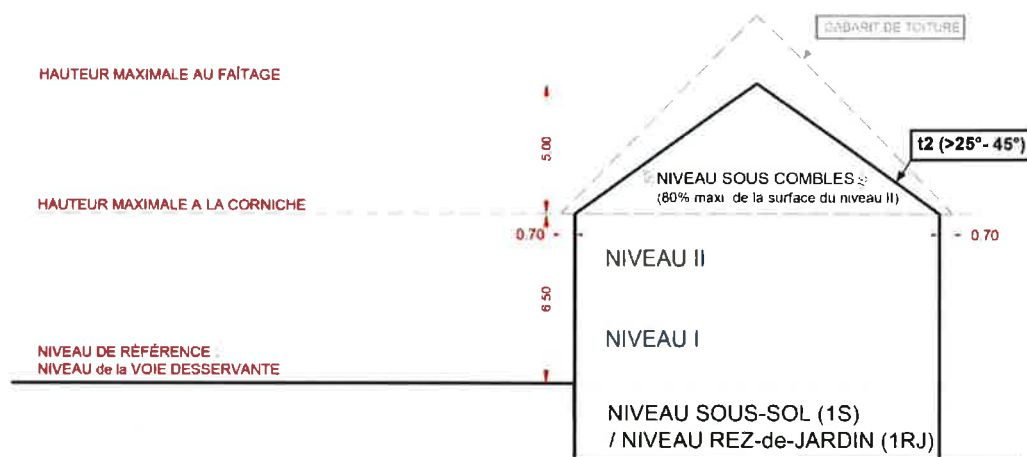 GABARIT DE TOITURE
HAUTEUR MAXIMALE AU FAÎTAGE
5.00
t2 (>25°- 45°)
NIVEAU SOUS COMBLES
(80% maxi de la surface du niveau II)
HAUTEUR MAXIMALE A LA CORNICHE
0.70
0.70
NIVEAU II
6.50
NIVEAU I
NIVEAU DE RÉFÉRENCE
NIVEAU de la VOIE DESSERVANTE
NIVEAU SOUS-SOL (1S)
/ NIVEAU REZ-de-JARDIN (1RJ)